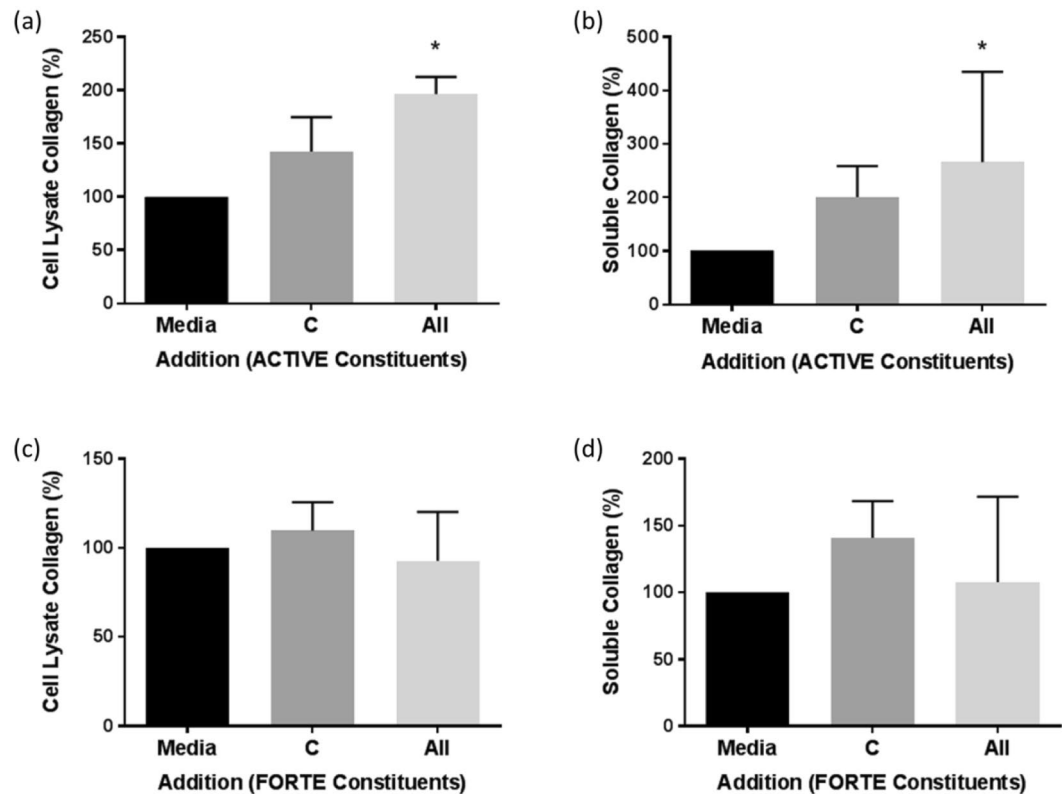 (a)
Cell Lysate Collagen (%)
250
200
150
100
50
0
*
Media C All
Addition (ACTIVE Constituents)
(b)
Soluble Collagen (%)
500
400
300
200
100
0
*
Media C All
Addition (ACTIVE Constituents)
(c)
Cell Lysate Collagen (%)
150
100
50
0
Media C All
Addition (FORTE Constituents)
(d)
Soluble Collagen (%)
200
150
100
50
0
Media C All
Addition (FORTE Constituents)